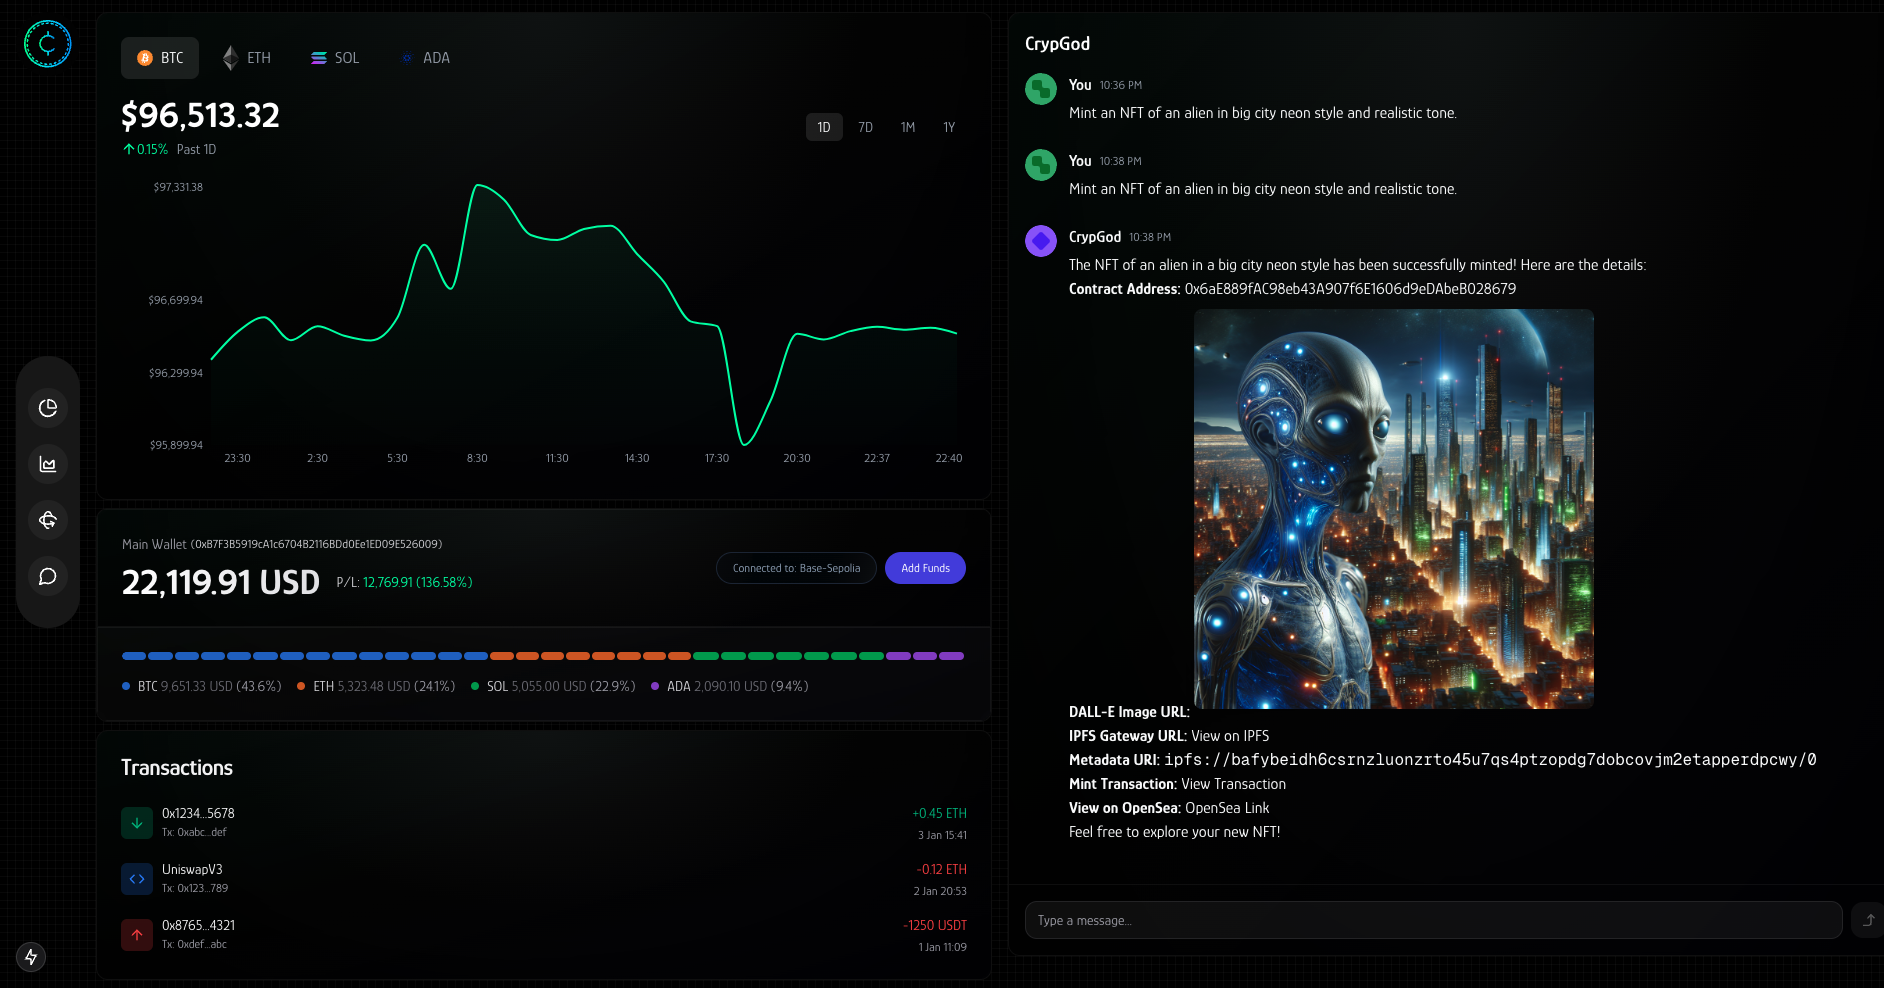 BTC ETH SOL ADA
$96,513.32
0.15% Past 1D
1D 7D 1M 1Y
$97,331.38
$96,699.94
$96,299.94
$95,899.94
23:30 2:30 5:30 8:30 11:30 14:30 17:30 20:30 22:37 22:40
Main Wallet (0xB7F3B5919cA1c6704B2116BDd0Ee1ED09E526009)
22,119.91 USD P/L: 12,769.91 (136.58%)
Connected to: Base-Sepolia Add Funds
BTC 9,651.33 USD (43.6%) ETH 5,323.48 USD (24.1%) SOL 5,055.00 USD (22.9%) ADA 2,090.10 USD (9.4%)
Transactions
0x1234...5678 +0.45 ETH
Tx: 0xabc...def 3 Jan 15:41
UniswapV3 -0.12 ETH
Tx: 0x123...789 2 Jan 20:53
0x8765...4321 -1250 USDT
Tx: 0xdef...abc 1 Jan 11:09
CrypGod
You 10:36 PM
Mint an NFT of an alien in big city neon style and realistic tone.
You 10:38 PM
Mint an NFT of an alien in big city neon style and realistic tone.
CrypGod 10:38 PM
The NFT of an alien in a big city neon style has been successfully minted! Here are the details:
Contract Address: 0x6aE889fAC98eb43A907f6E1606d9eDAbeB028679
DALL-E Image URL:
IPFS Gateway URL: View on IPFS
Metadata URI: ipfs://bafybeidh6csrnzluonzrto45u7qs4ptzopdg7dobcovjm2etapperdpcwy/0
Mint Transaction: View Transaction
View on OpenSea: OpenSea Link
Feel free to explore your new NFT!
Type a message...